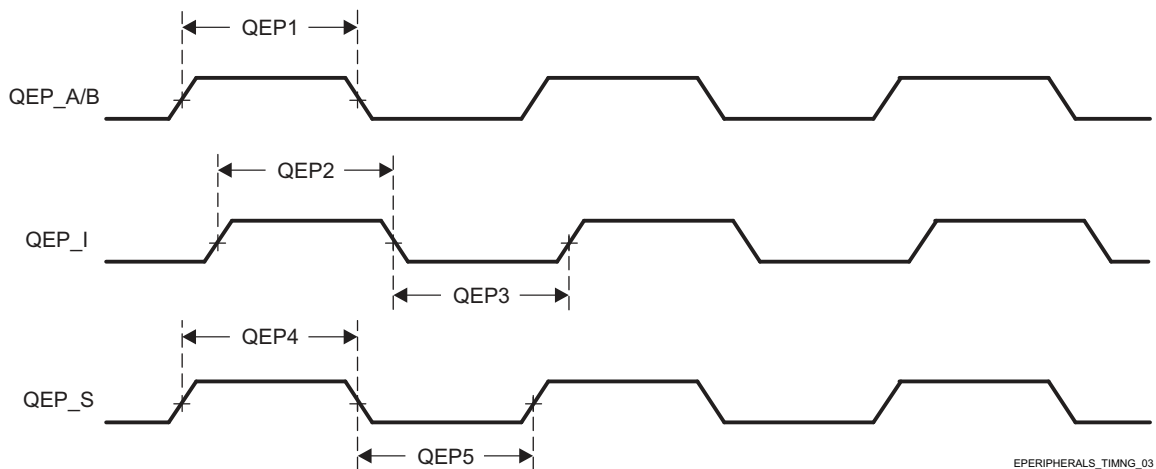 QEP1
QEP_A/B
QEP2
QEP_I
QEP3
QEP4
QEP_S
QEP5
EPERIPHERALS_TIMNG_03